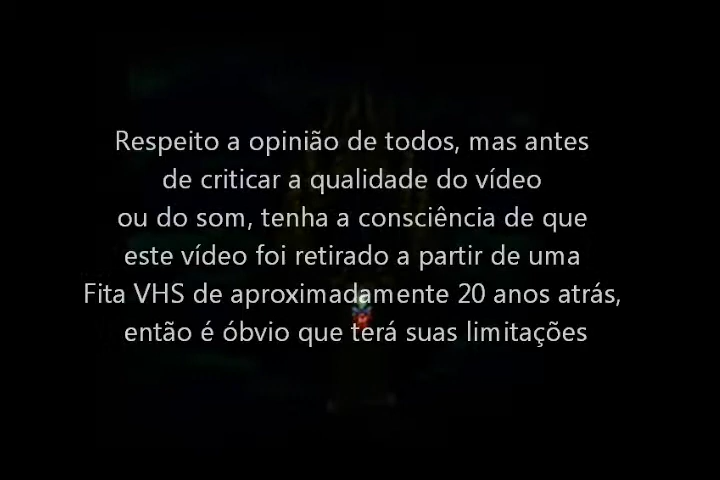 Respeito a opinião de todos, mas antes
de criticar a qualidade do vídeo
ou do som, tenha a consciência de que
este vídeo foi retirado a partir de uma
Fita VHS de aproximadamente 20 anos atrás,
então é óbvio que terá suas limitações